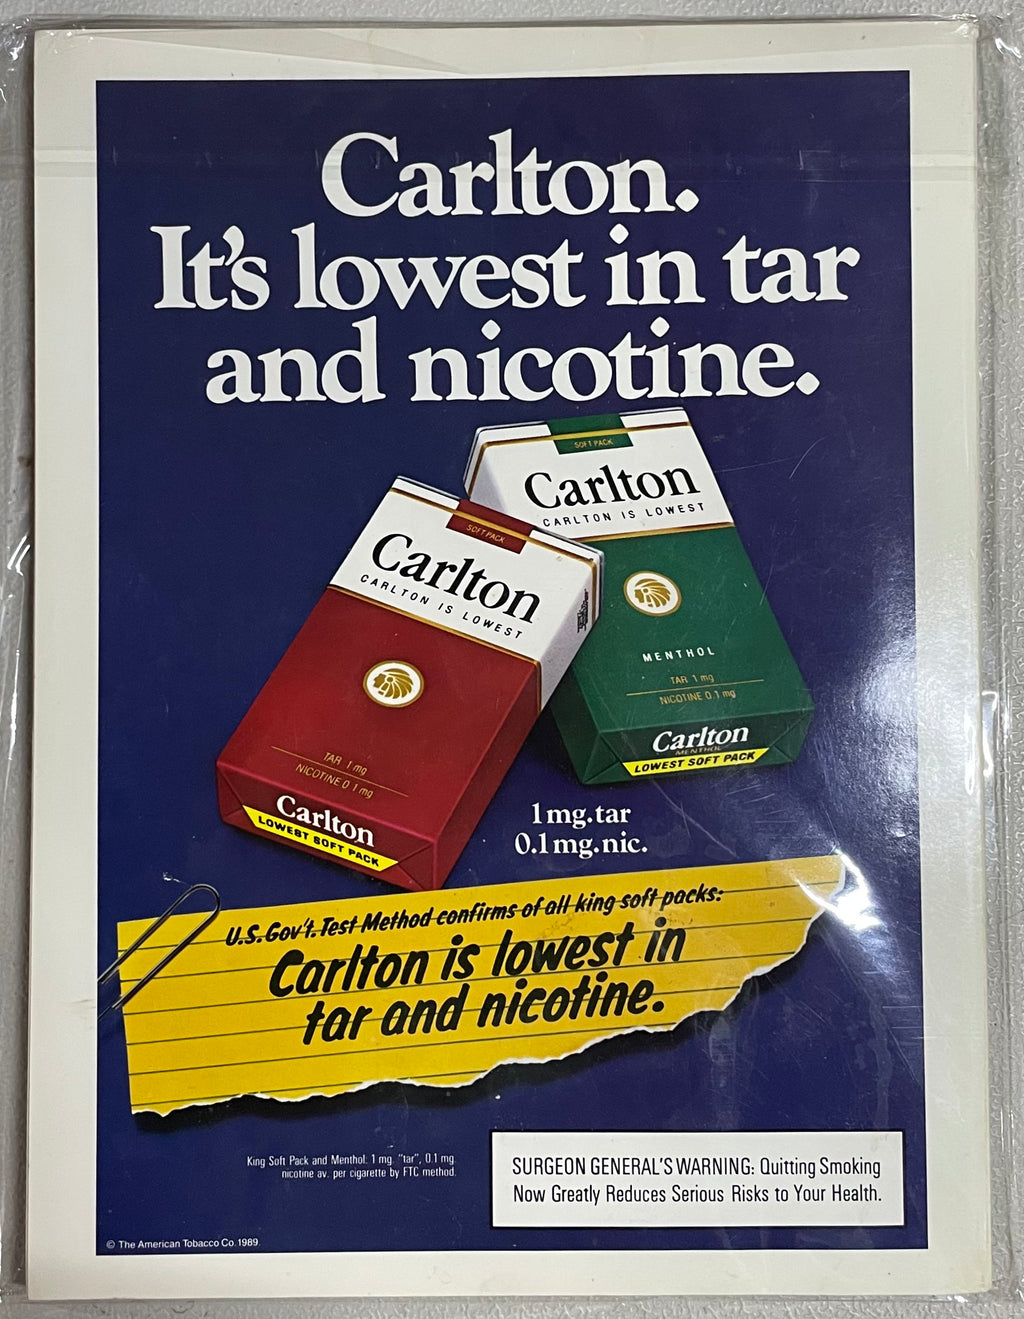 Carlton.
It's lowest in tar
and nicotine.
SOFT PACK
Carlton
CARLTON IS LOWEST
MENTHOL
TAR 1 mg
NICOTINE 0.1 mg
Carlton
MENTHOL
LOWEST SOFT PACK
SOFT PACK
Carlton
CARLTON IS LOWEST
TAR 1 mg
NICOTINE 0.1 mg
Carlton
LOWEST SOFT PACK
1 mg. tar
0.1 mg. nic.
U.S. Gov't. Test Method confirms of all king soft packs:
Carlton is lowest in
tar and nicotine.
King Soft Pack and Menthol: 1 mg. "tar", 0.1 mg.
nicotine av. per cigarette by FTC method.
SURGEON GENERAL'S WARNING: Quitting Smoking
Now Greatly Reduces Serious Risks to Your Health.
© The American Tobacco Co. 1989.